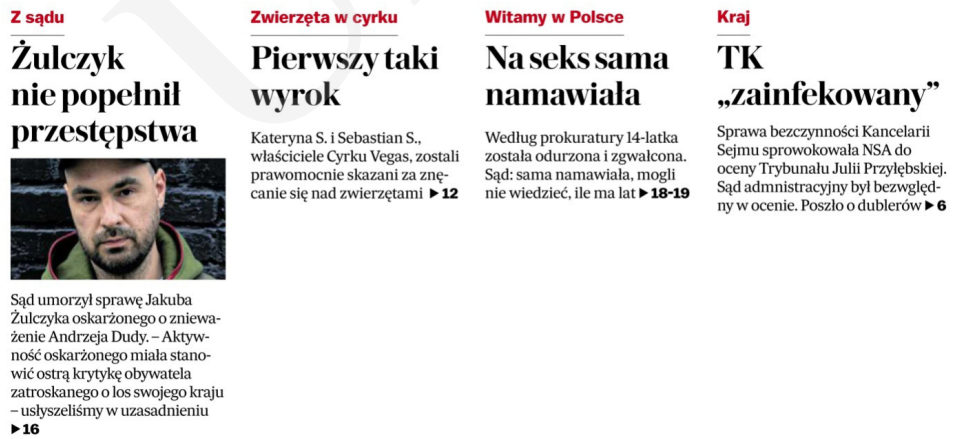 Z sądu
Żulczyk
nie popełnił
przestępstwa
Sąd umorzył sprawę Jakuba
Żulczyka oskarżonego o zniewa-
żenie Andrzeja Dudy. – Aktyw-
ność oskarżonego miała stano-
wić ostrą krytykę obywatela
zatroskanego o los swojego kraju
– usłyszeliśmy w uzasadnieniu
▶16
Zwierzęta w cyrku
Pierwszy taki
wyrok
Kateryna S. i Sebastian S.,
właściciele Cyrku Vegas, zostali
prawomocnie skazani za znę-
canie się nad zwierzętami ▶12
Witamy w Polsce
Na seks sama
namawiała
Według prokuratury 14-latka
została odurzona i zgwałcona.
Sąd: sama namawiała, mogli
nie wiedzieć, ile ma lat ▶18-19
Kraj
TK
„zainfekowany”
Sprawa bezczynności Kancelarii
Sejmu sprowokowała NSA do
oceny Trybunału Julii Przyłębskiej.
Sąd admnistracyjny był bezwględ-
ny w ocenie. Poszło o dublerów ▶6